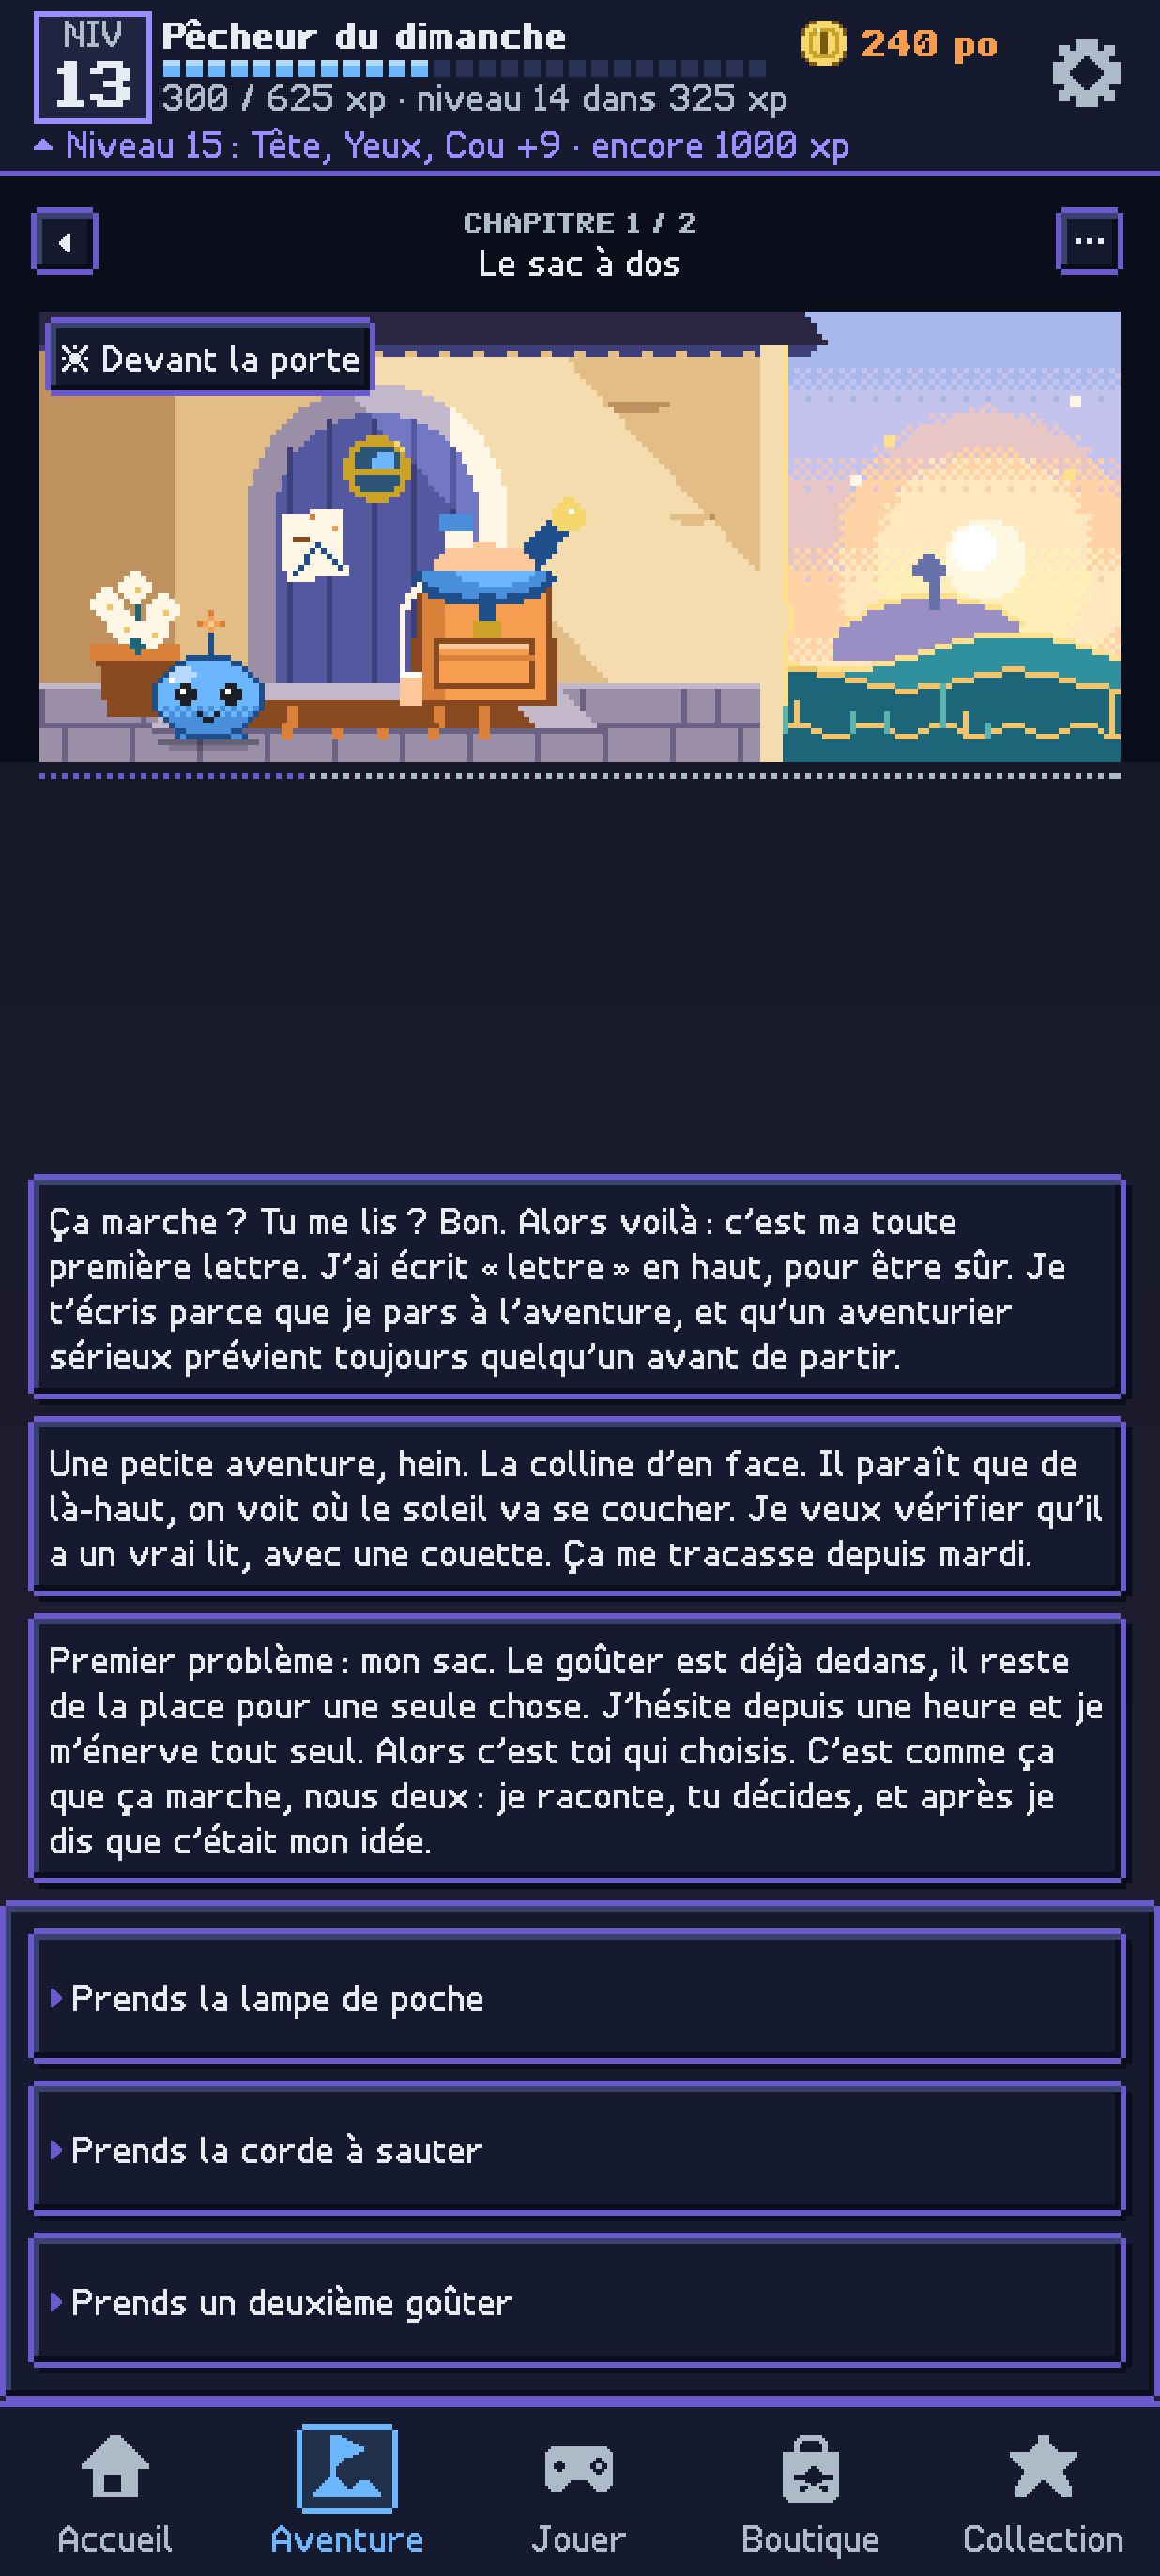 NIV
13
Pêcheur du dimanche
240 po
300 / 625 xp · niveau 14 dans 325 xp
Niveau 15 : Tête, Yeux, Cou +9 · encore 1000 xp
CHAPITRE 1 / 2
Le sac à dos
Devant la porte
Ça marche ? Tu me lis ? Bon. Alors voilà : c’est ma toute
première lettre. J’ai écrit « lettre » en haut, pour être sûr. Je
t’écris parce que je pars à l’aventure, et qu’un aventurier
sérieux prévient toujours quelqu’un avant de partir.
Une petite aventure, hein. La colline d’en face. Il paraît que de
là-haut, on voit où le soleil va se coucher. Je veux vérifier qu’il
a un vrai lit, avec une couette. Ça me tracasse depuis mardi.
Premier problème : mon sac. Le goûter est déjà dedans, il reste
de la place pour une seule chose. J’hésite depuis une heure et je
m’énerve tout seul. Alors c’est toi qui choisis. C’est comme ça
que ça marche, nous deux : je raconte, tu décides, et après je
dis que c’était mon idée.
Prends la lampe de poche
Prends la corde à sauter
Prends un deuxième goûter
Accueil
Aventure
Jouer
Boutique
Collection